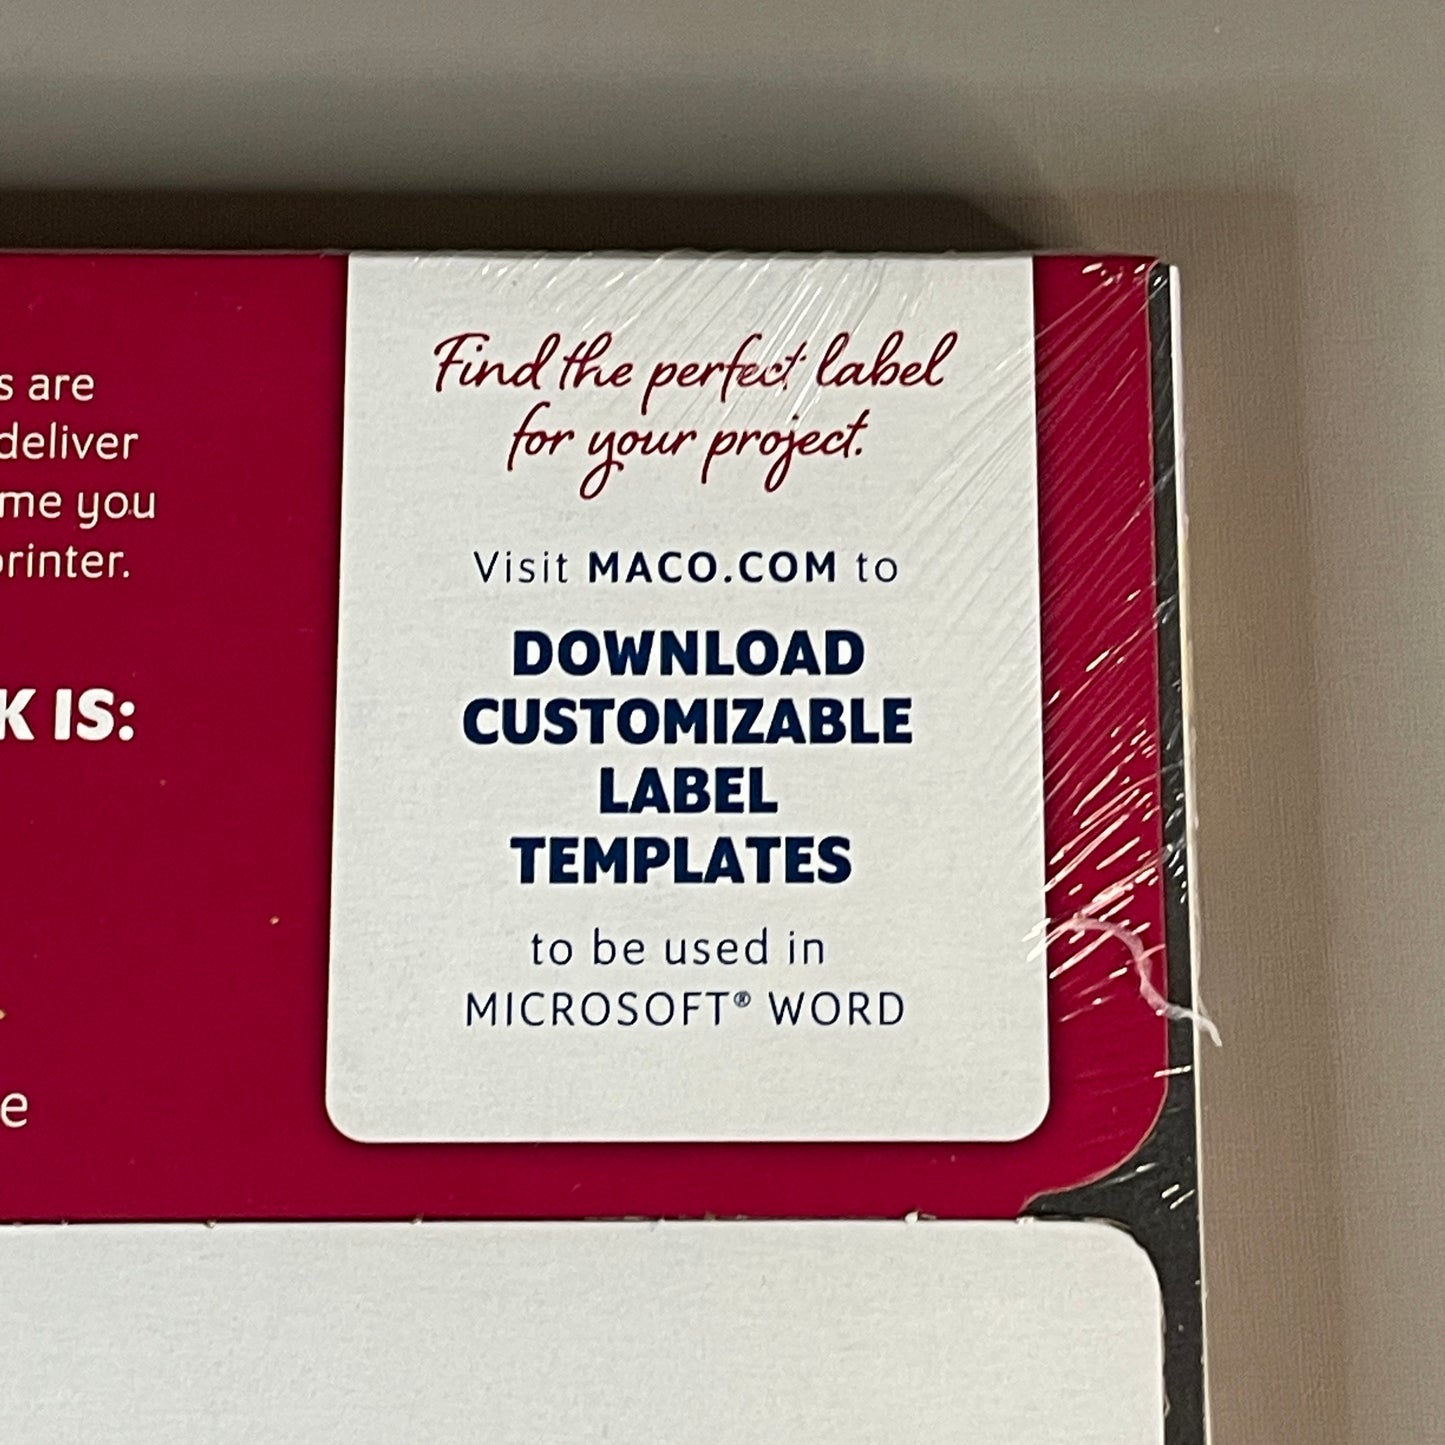 s are
deliver
me you
printer.
K IS:
e
Find the perfect label
for your project.
Visit MACO.COM to
DOWNLOAD
CUSTOMIZABLE
LABEL
TEMPLATES
to be used in
MICROSOFT® WORD